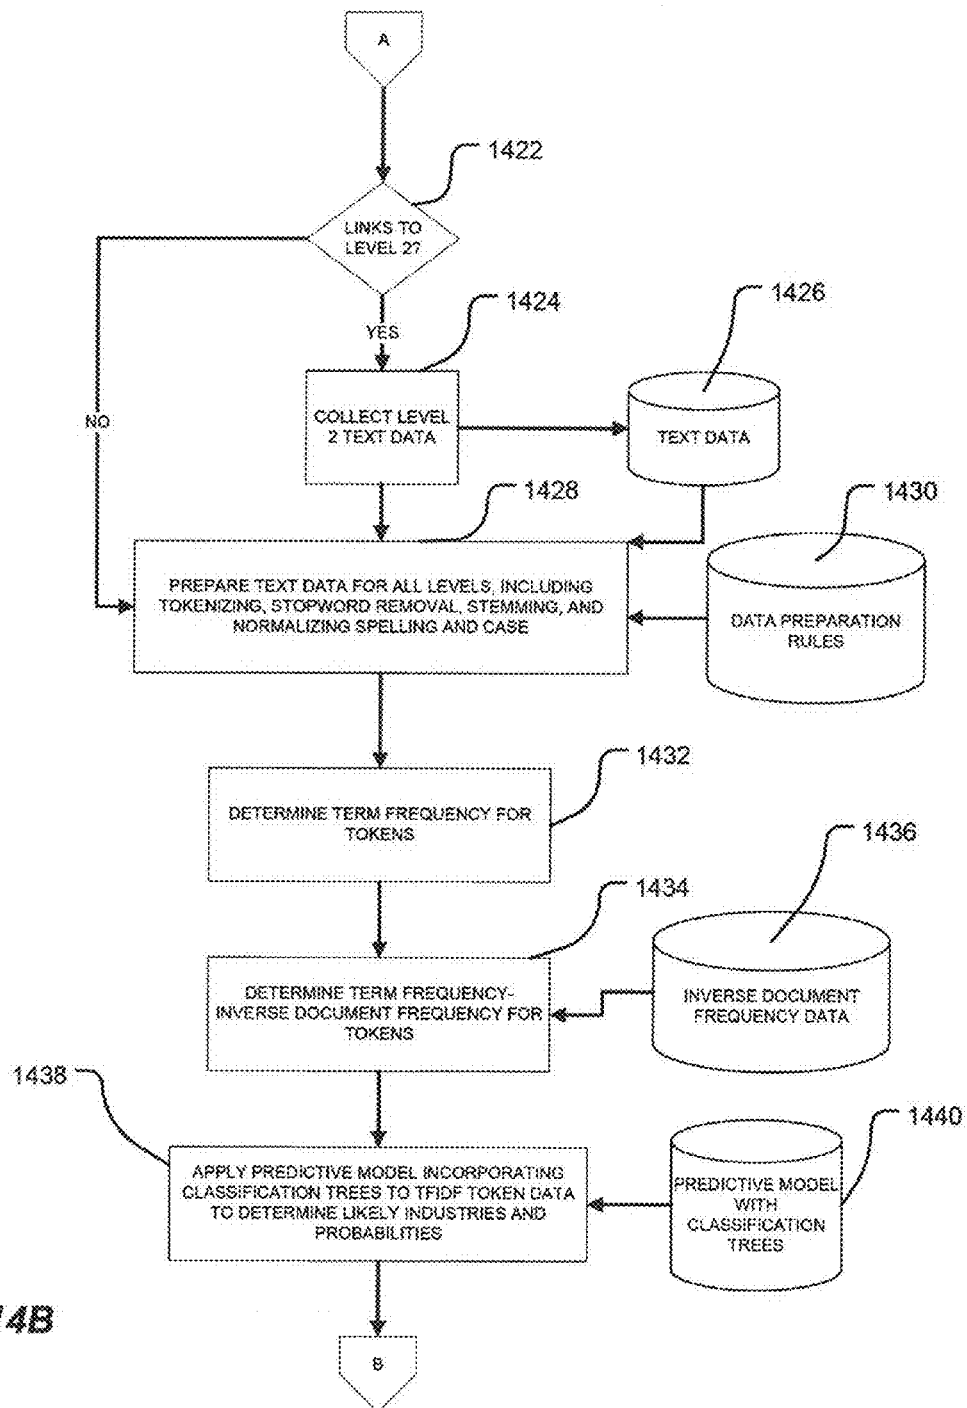 A
1422
LINKS TO
LEVEL 2?
1424
1426
YES
COLLECT LEVEL
2 TEXT DATA
TEXT DATA
NO
1428
1430
PREPARE TEXT DATA FOR ALL LEVELS, INCLUDING
TOKENIZING, STOPWORD REMOVAL, STEMMING, AND
NORMALIZING SPELLING AND CASE
DATA PREPARATION
RULES
1432
DETERMINE TERM FREQUENCY FOR
TOKENS
1436
1434
DETERMINE TERM FREQUENCY-
INVERSE DOCUMENT FREQUENCY FOR
TOKENS
INVERSE DOCUMENT
FREQUENCY DATA
1438
1440
APPLY PREDICTIVE MODEL INCORPORATING
CLASSIFICATION TREES TO TFIDF TOKEN DATA
TO DETERMINE LIKELY INDUSTRIES AND
PROBABILITIES
PREDICTIVE MODEL
WITH
CLASSIFICATION
TREES
4B
B